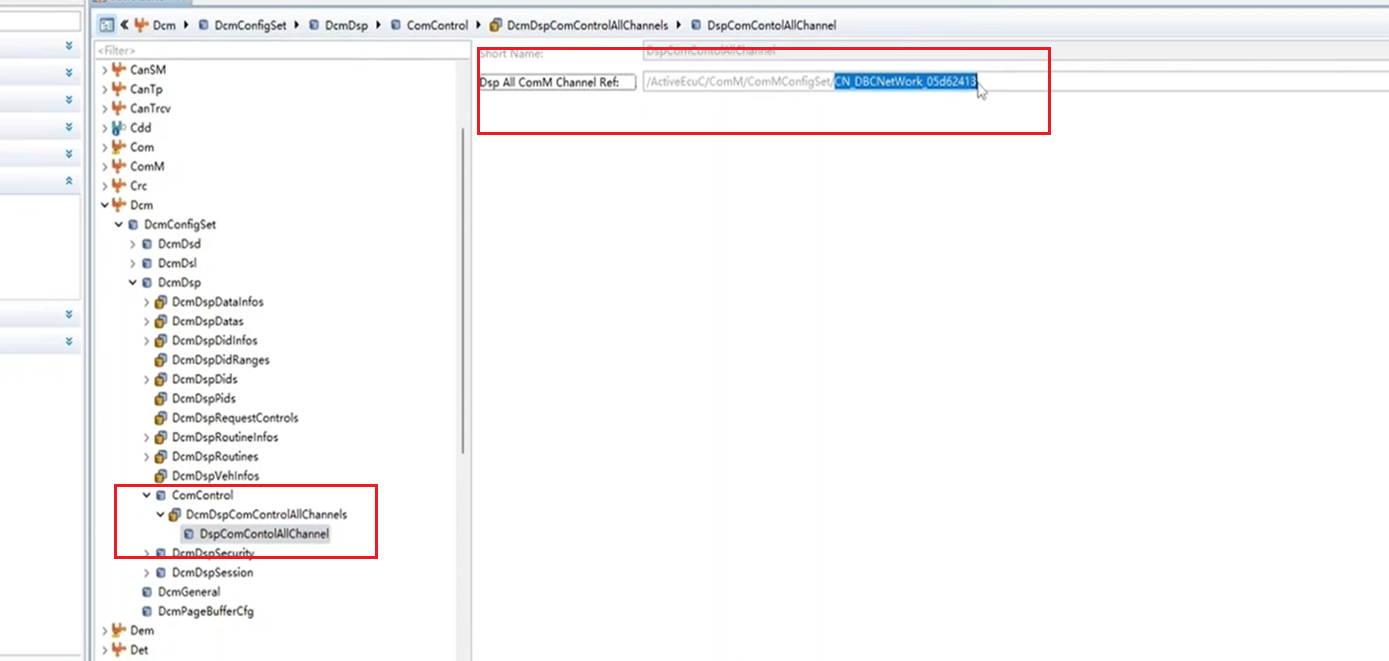 Dcm DcmConfigSet DcmDsp ComControl DcmDspComControlAllChannels DspComContolAllChannel
<Filter>
Short Name: DspComContolAllChannel
CanSM
Dsp All ComM Channel Ref: /ActiveEcuC/ComM/ComMConfigSet/CN_DBCNetWork_05d62413
CanTp
CanTrcv
Cdd
Com
ComM
Crc
Dcm
DcmConfigSet
DcmDsd
DcmDsl
DcmDsp
DcmDspDataInfos
DcmDspDatas
DcmDspDidInfos
DcmDspDidRanges
DcmDspDids
DcmDspPids
DcmDspRequestControls
DcmDspRoutineInfos
DcmDspRoutines
DcmDspVehInfos
ComControl
DcmDspComControlAllChannels
DspComContolAllChannel
DcmDspSecurity
DcmDspSession
DcmGeneral
DcmPageBufferCfg
Dem
Det